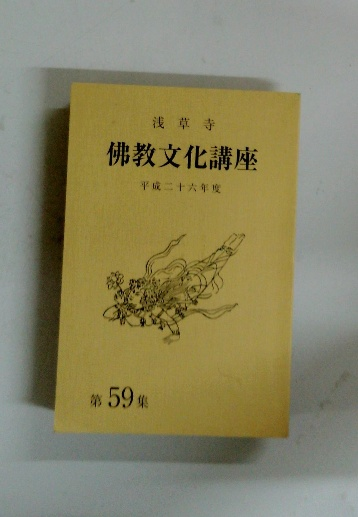 浅草寺
佛教文化講座
平成二十六年度
第59集